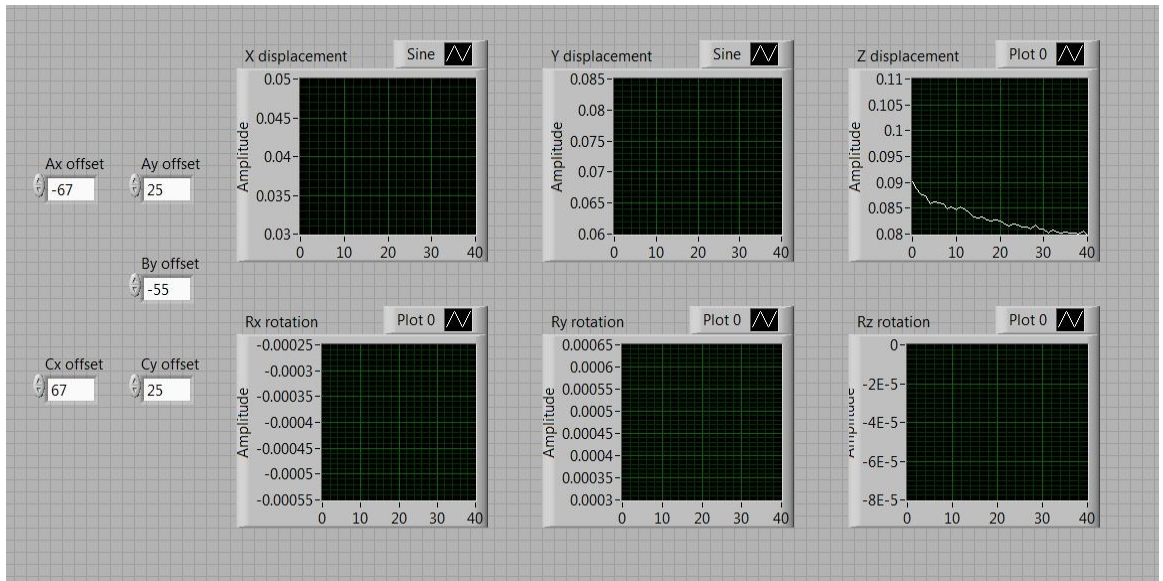 X displacement
Sine
0.05
0.045
0.04
0.035
0.03
Amplitude
0 10 20 30 40
Y displacement
Sine
0.085
0.08
0.075
0.07
0.065
0.06
Amplitude
0 10 20 30 40
Z displacement
Plot 0
0.11
0.105
0.1
0.095
0.09
0.085
0.08
Amplitude
0 10 20 30 40
Ax offset
-67
Ay offset
25
By offset
-55
Cx offset
67
Cy offset
25
Rx rotation
Plot 0
-0.00025
-0.0003
-0.00035
-0.0004
-0.00045
-0.0005
-0.00055
Amplitude
0 10 20 30 40
Ry rotation
Plot 0
0.00065
0.0006
0.00055
0.0005
0.00045
0.0004
0.00035
0.0003
Amplitude
0 10 20 30 40
Rz rotation
Plot 0
0
-2E-5
-4E-5
-6E-5
-8E-5
Amplitude
0 10 20 30 40